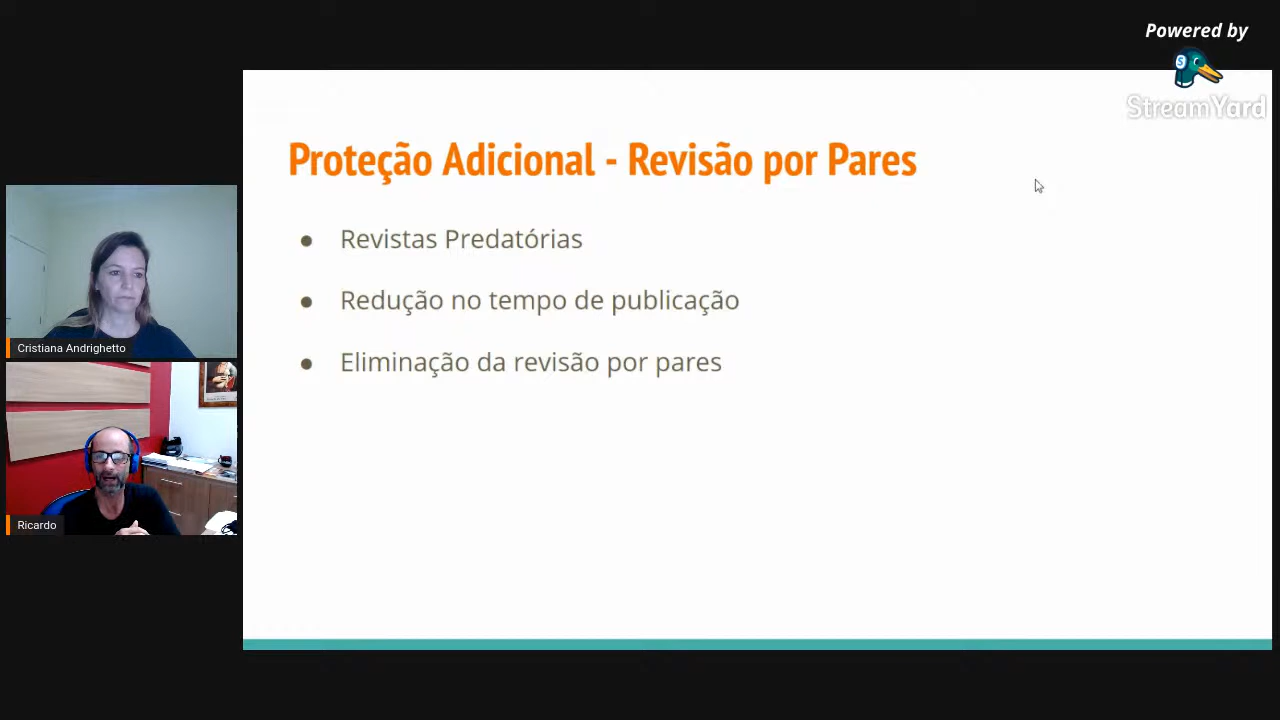 Powered by
StreamYard
Proteção Adicional - Revisão por Pares
● Revistas Predatórias
● Redução no tempo de publicação
● Eliminação da revisão por pares
Cristiana Andrighetto
Ricardo